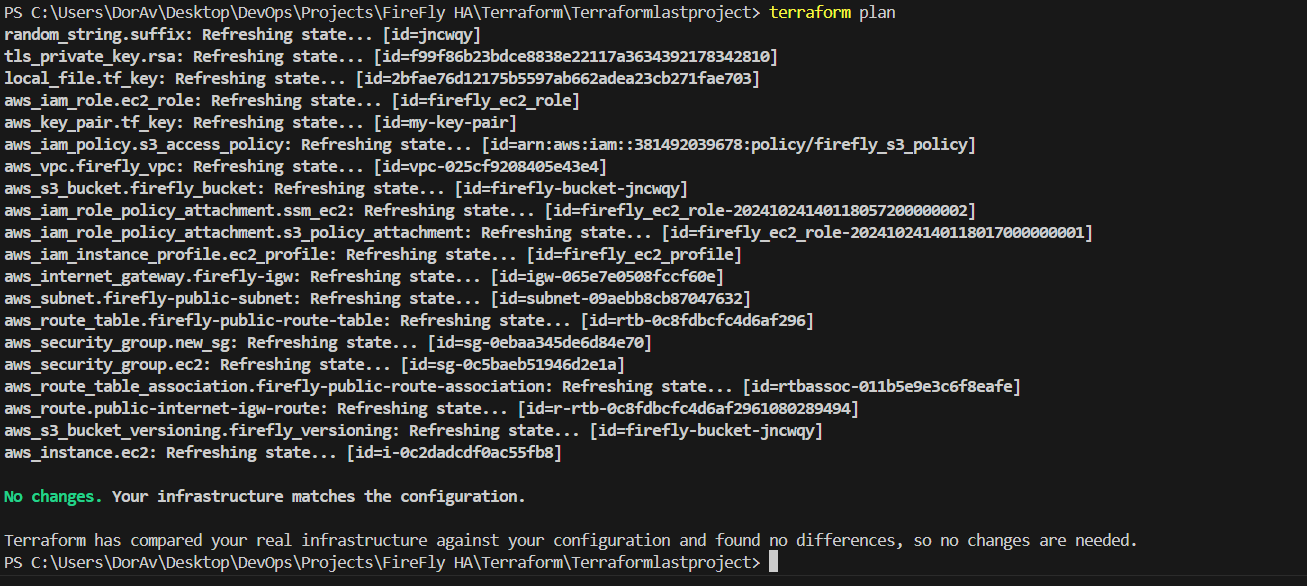 PS C:\Users\DorAv\Desktop\DevOps\Projects\FireFly HA\Terraform\Terraformlastproject> terraform plan
random_string.suffix: Refreshing state... [id=jncwqy]
tls_private_key.rsa: Refreshing state... [id=f99f86b23bdce8838e22117a3634392178342810]
local_file.tf_key: Refreshing state... [id=2bfae76d12175b5597ab662adea23cb271fae703]
aws_iam_role.ec2_role: Refreshing state... [id=firefly_ec2_role]
aws_key_pair.tf_key: Refreshing state... [id=my-key-pair]
aws_iam_policy.s3_access_policy: Refreshing state... [id=arn:aws:iam::381492039678:policy/firefly_s3_policy]
aws_vpc.firefly_vpc: Refreshing state... [id=vpc-025cf9208405e43e4]
aws_s3_bucket.firefly_bucket: Refreshing state... [id=firefly-bucket-jncwqy]
aws_iam_role_policy_attachment.ssm_ec2: Refreshing state... [id=firefly_ec2_role-20241024140118057200000002]
aws_iam_role_policy_attachment.s3_policy_attachment: Refreshing state... [id=firefly_ec2_role-20241024140118017000000001]
aws_iam_instance_profile.ec2_profile: Refreshing state... [id=firefly_ec2_profile]
aws_internet_gateway.firefly-igw: Refreshing state... [id=igw-065e7e0508fccf60e]
aws_subnet.firefly-public-subnet: Refreshing state... [id=subnet-09aebb8cb87047632]
aws_route_table.firefly-public-route-table: Refreshing state... [id=rtb-0c8fdbcfc4d6af296]
aws_security_group.new_sg: Refreshing state... [id=sg-0ebaa345de6d84e70]
aws_security_group.ec2: Refreshing state... [id=sg-0c5baeb51946d2e1a]
aws_route_table_association.firefly-public-route-association: Refreshing state... [id=rtbassoc-011b5e9e3c6f8eafe]
aws_route.public-internet-igw-route: Refreshing state... [id=r-rtb-0c8fdbcfc4d6af2961080289494]
aws_s3_bucket_versioning.firefly_versioning: Refreshing state... [id=firefly-bucket-jncwqy]
aws_instance.ec2: Refreshing state... [id=i-0c2dadcdf0ac55fb8]
No changes. Your infrastructure matches the configuration.
Terraform has compared your real infrastructure against your configuration and found no differences, so no changes are needed.
PS C:\Users\DorAv\Desktop\DevOps\Projects\FireFly HA\Terraform\Terraformlastproject>